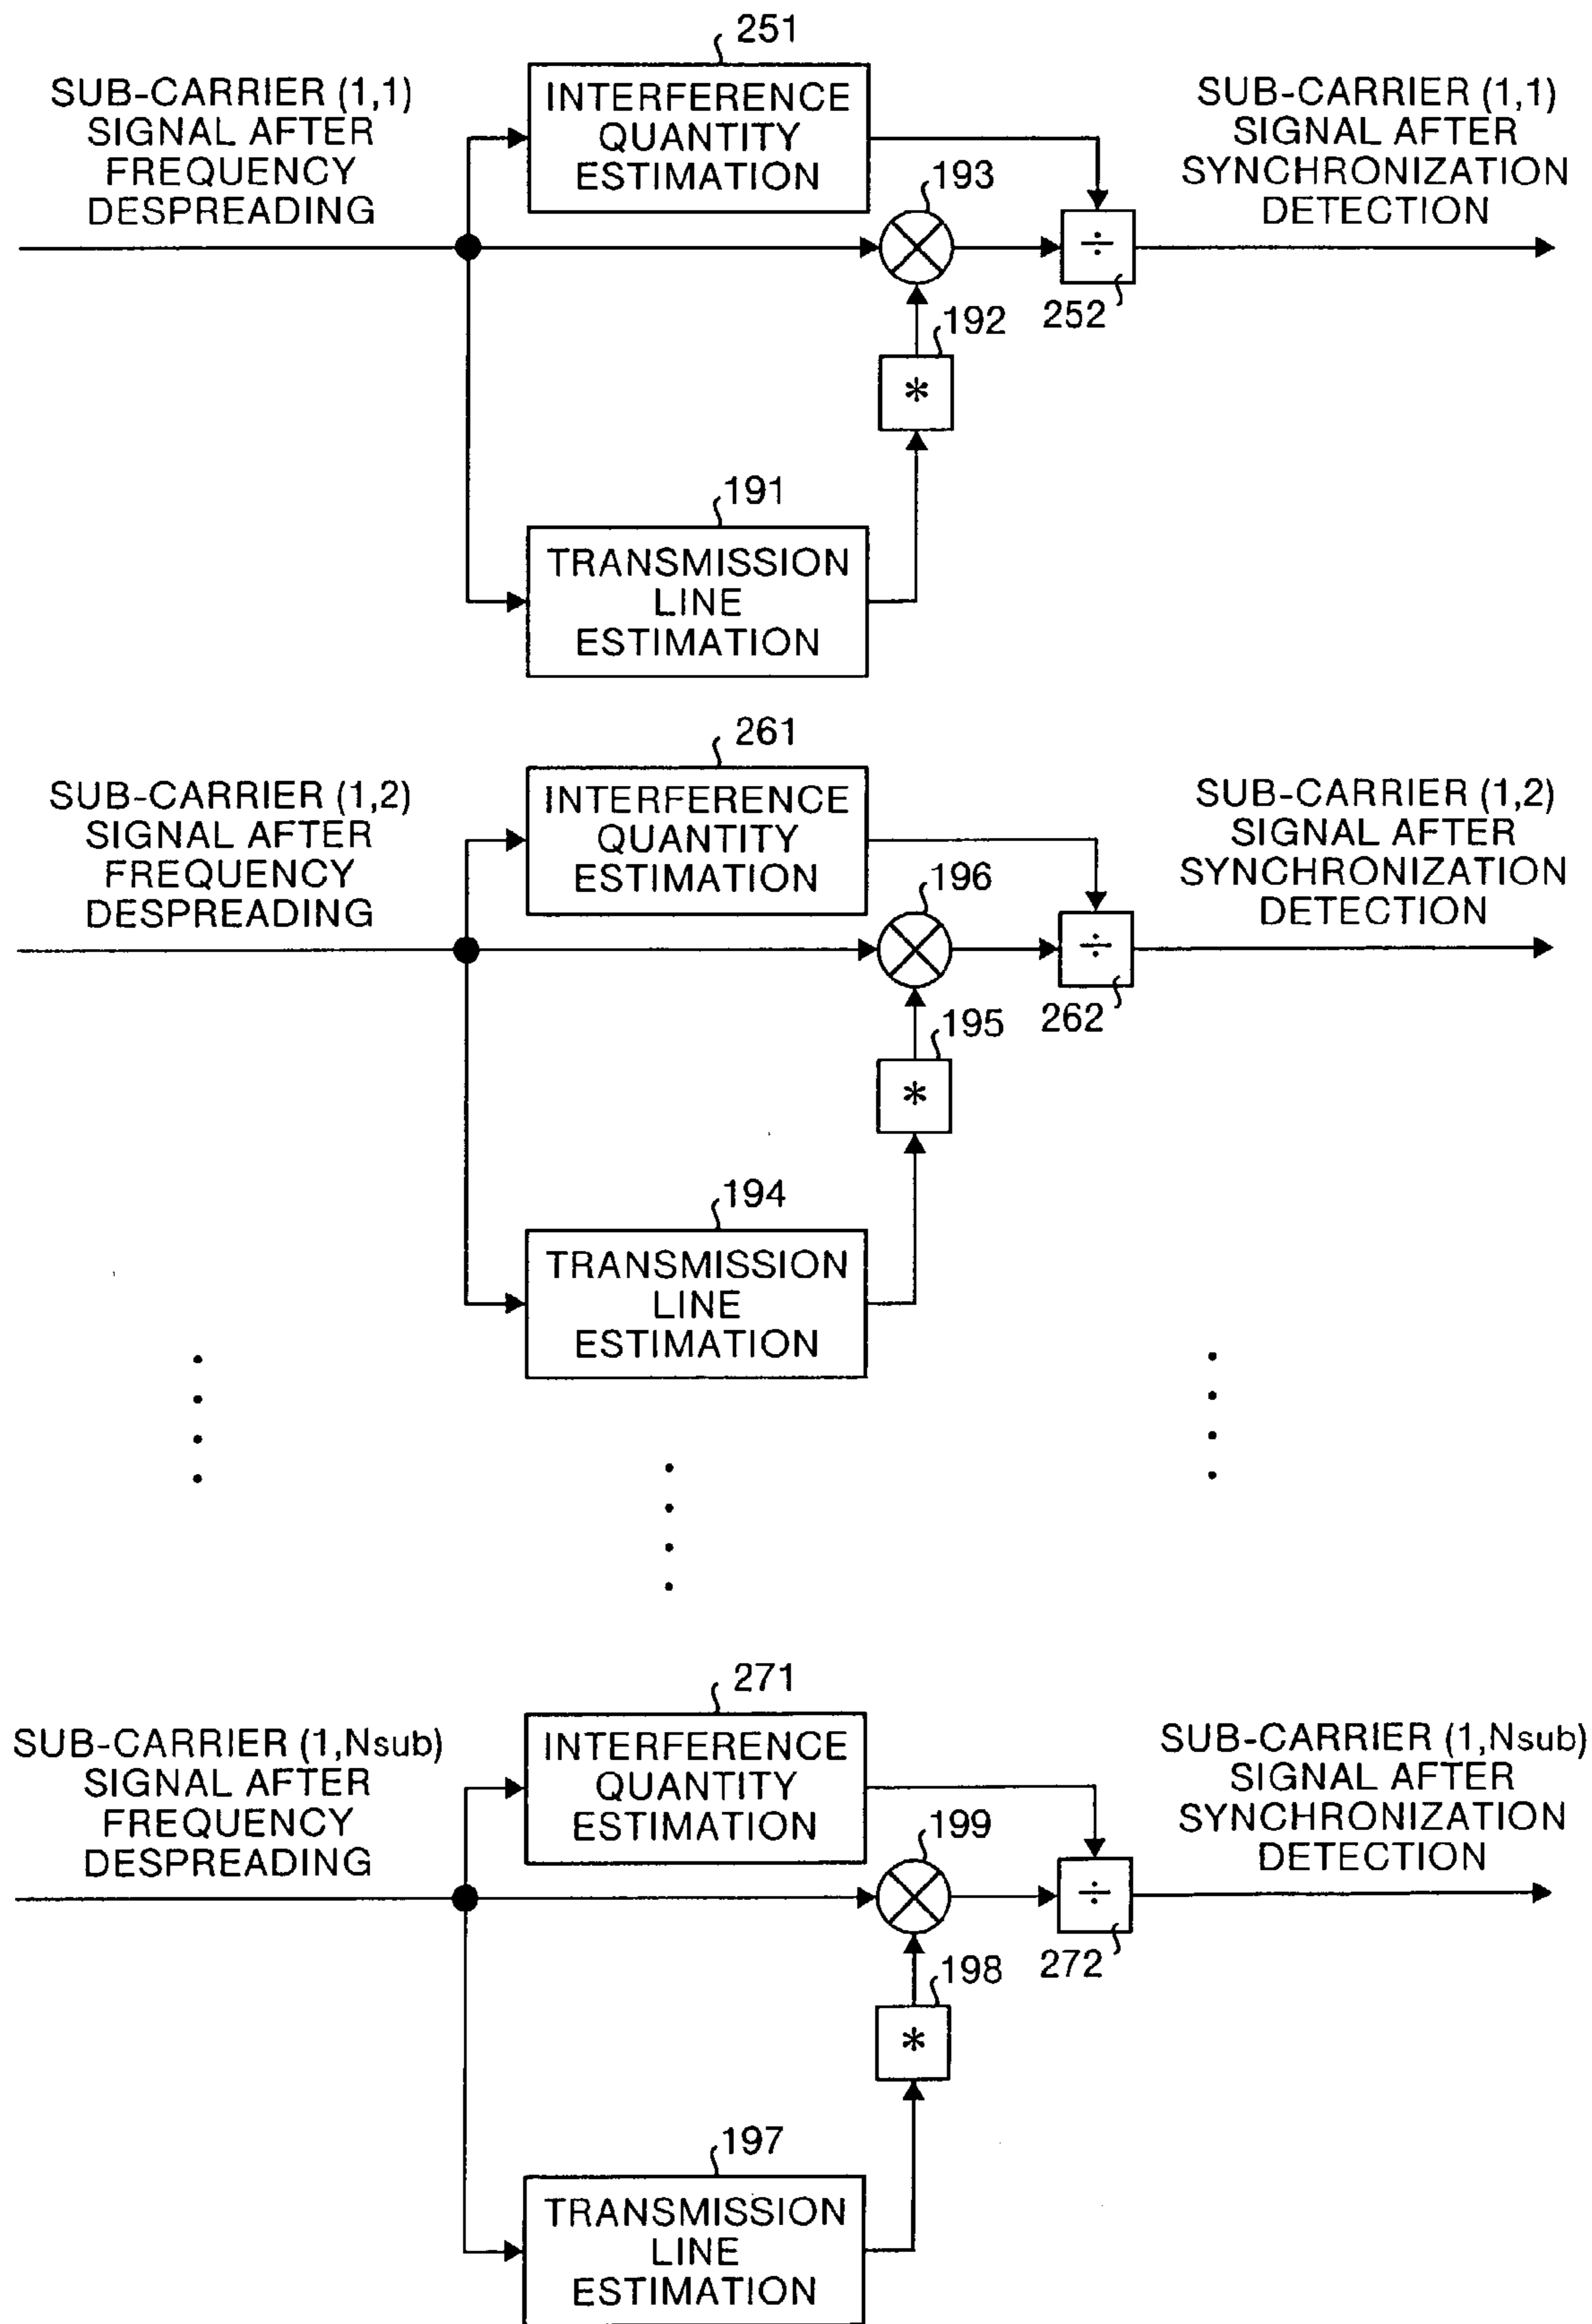 251
SUB-CARRIER (1,1)
SIGNAL AFTER
FREQUENCY
DESPREADING
INTERFERENCE
QUANTITY
ESTIMATION
SUB-CARRIER (1,1)
SIGNAL AFTER
SYNCHRONIZATION
DETECTION
193
÷
252
192
*
191
TRANSMISSION
LINE
ESTIMATION
261
SUB-CARRIER (1,2)
SIGNAL AFTER
FREQUENCY
DESPREADING
INTERFERENCE
QUANTITY
ESTIMATION
SUB-CARRIER (1,2)
SIGNAL AFTER
SYNCHRONIZATION
DETECTION
196
÷
262
195
*
194
TRANSMISSION
LINE
ESTIMATION
271
SUB-CARRIER (1,Nsub)
SIGNAL AFTER
FREQUENCY
DESPREADING
INTERFERENCE
QUANTITY
ESTIMATION
SUB-CARRIER (1,Nsub)
SIGNAL AFTER
SYNCHRONIZATION
DETECTION
199
÷
272
198
*
197
TRANSMISSION
LINE
ESTIMATION